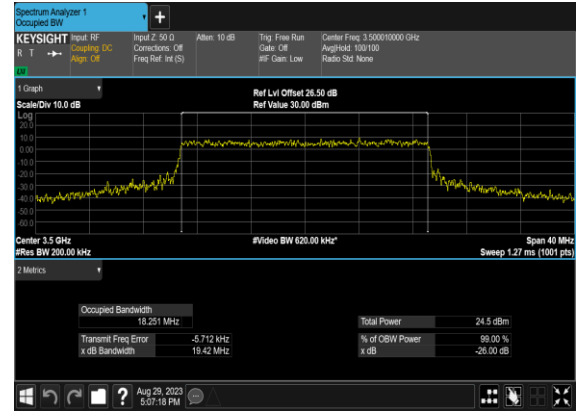 Spectrum Analyzer 1
Occupied BW
KEYSIGHT Input: RF Input Z: 50 Ω Atten: 10 dB Trig: Free Run Center Freq: 3.500010000 GHz
R T Coupling: DC Corrections: Off Gate: Off Avg|Hold: 100/100
Align: Off Freq Ref: Int (S) #IF Gain: Low Radio Std: None
LU
1 Graph
Ref Lvl Offset 26.50 dB
Scale/Div 10.0 dB Ref Value 30.00 dBm
Log
20.0
10.0
0.00
-10.0
-20.0
-30.0
-40.0
-50.0
-60.0
Center 3.5 GHz #Video BW 620.00 kHz* Span 40 MHz
#Res BW 200.00 kHz Sweep 1.27 ms (1001 pts)
2 Metrics
Occupied Bandwidth
18.251 MHz Total Power 24.5 dBm
Transmit Freq Error -5.712 kHz % of OBW Power 99.00 %
x dB Bandwidth 19.42 MHz x dB -26.00 dB
?
Aug 29, 2023
5:07:18 PM